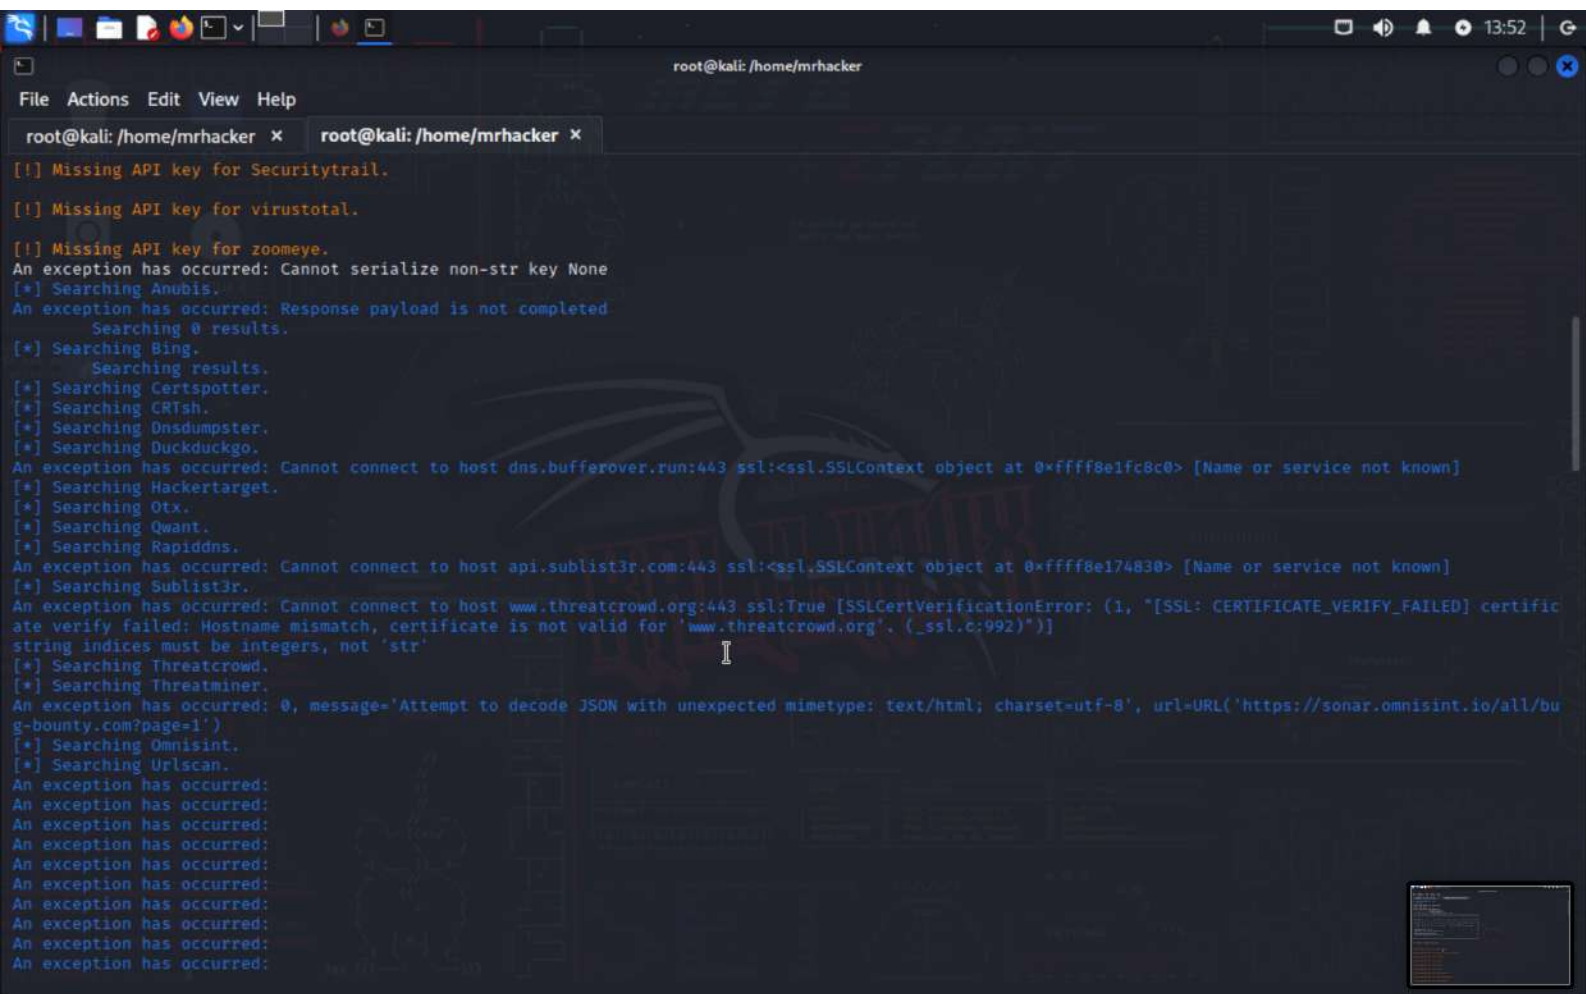 13:52
root@kali: /home/mrhacker
File Actions Edit View Help
root@kali: /home/mrhacker × root@kali: /home/mrhacker ×
[!] Missing API key for Securitytrail.
[!] Missing API key for virustotal.
[!] Missing API key for zoomeye.
An exception has occurred: Cannot serialize non-str key None
[*] Searching Anubis.
An exception has occurred: Response payload is not completed
Searching 0 results.
[*] Searching Bing.
Searching results.
[*] Searching Certspotter.
[*] Searching CRTsh.
[*] Searching Dnsdumpster.
[*] Searching Duckduckgo.
An exception has occurred: Cannot connect to host dns.bufferover.run:443 ssl:<ssl.SSLContext object at 0×ffff8e1fc8c0> [Name or service not known]
[*] Searching Hackertarget.
[*] Searching Otx.
[*] Searching Qwant.
[*] Searching Rapiddns.
An exception has occurred: Cannot connect to host api.sublist3r.com:443 ssl:<ssl.SSLContext object at 0×ffff8e174830> [Name or service not known]
[*] Searching Sublist3r.
An exception has occurred: Cannot connect to host www.threatcrowd.org:443 ssl:True [SSLCertVerificationError: (1, "[SSL: CERTIFICATE_VERIFY_FAILED] certific
ate verify failed: Hostname mismatch, certificate is not valid for 'www.threatcrowd.org'. (_ssl.c:992)")]
string indices must be integers, not 'str'
[*] Searching Threatcrowd.
[*] Searching Threatminer.
An exception has occurred: 0, message='Attempt to decode JSON with unexpected mimetype: text/html; charset=utf-8', url=URL('https://sonar.omnisint.io/all/bu
g-bounty.com?page=1')
[*] Searching Omnisint.
[*] Searching Urlscan.
An exception has occurred:
An exception has occurred:
An exception has occurred:
An exception has occurred:
An exception has occurred:
An exception has occurred:
An exception has occurred:
An exception has occurred:
An exception has occurred:
An exception has occurred: